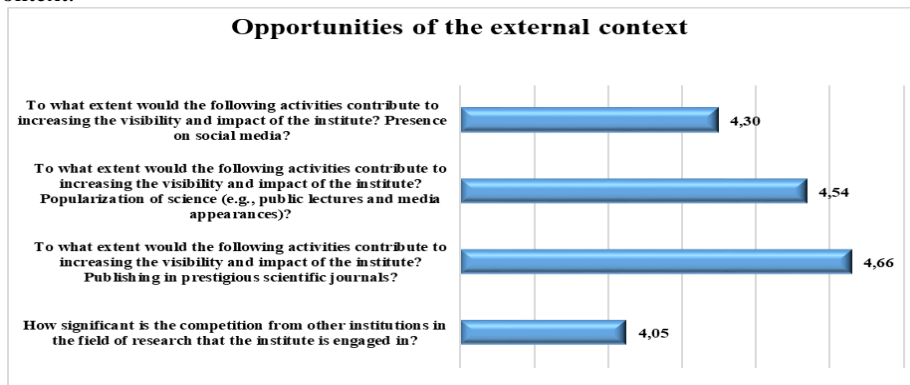 ontext.
Opportunities of the external context
To what extent would the following activities contribute to
increasing the visibility and impact of the institute? Presence
on social media?
4,30
To what extent would the following activities contribute to
increasing the visibility and impact of the institute?
Popularization of science (e.g., public lectures and media
appearances)?
4,54
To what extent would the following activities contribute to
increasing the visibility and impact of the institute?
Publishing in prestigious scientific journals?
4,66
How significant is the competition from other institutions in
the field of research that the institute is engaged in?
4,05